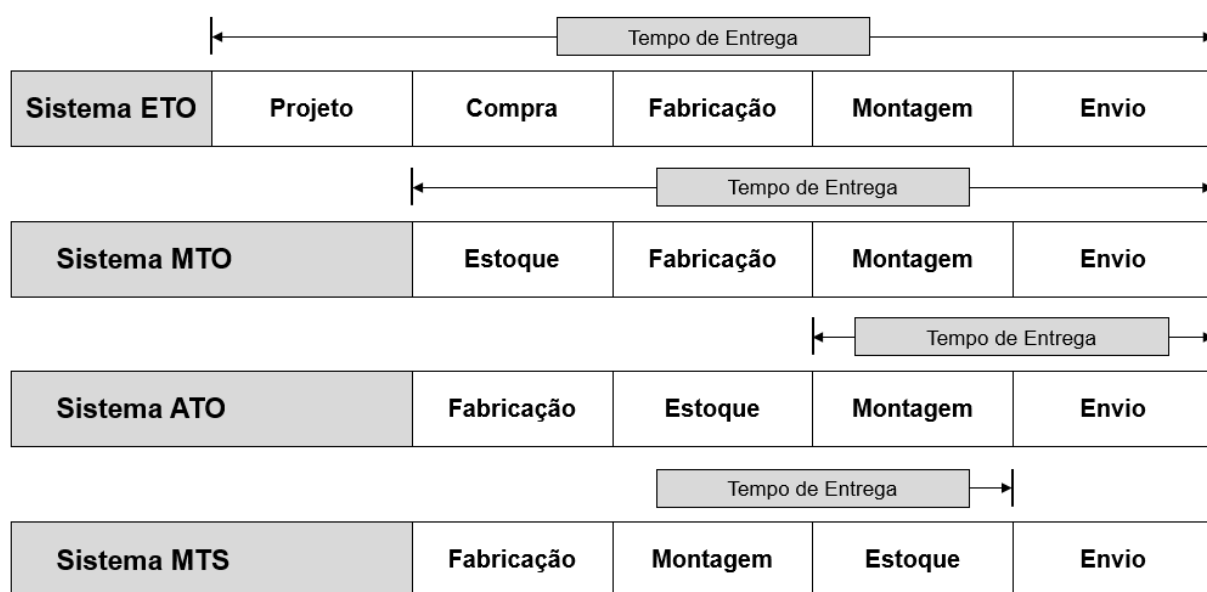 Tempo de Entrega
Sistema ETO Projeto Compra Fabricação Montagem Envio
Tempo de Entrega
Sistema MTO Estoque Fabricação Montagem Envio
Tempo de Entrega
Sistema ATO Fabricação Estoque Montagem Envio
Tempo de Entrega
Sistema MTS Fabricação Montagem Estoque Envio